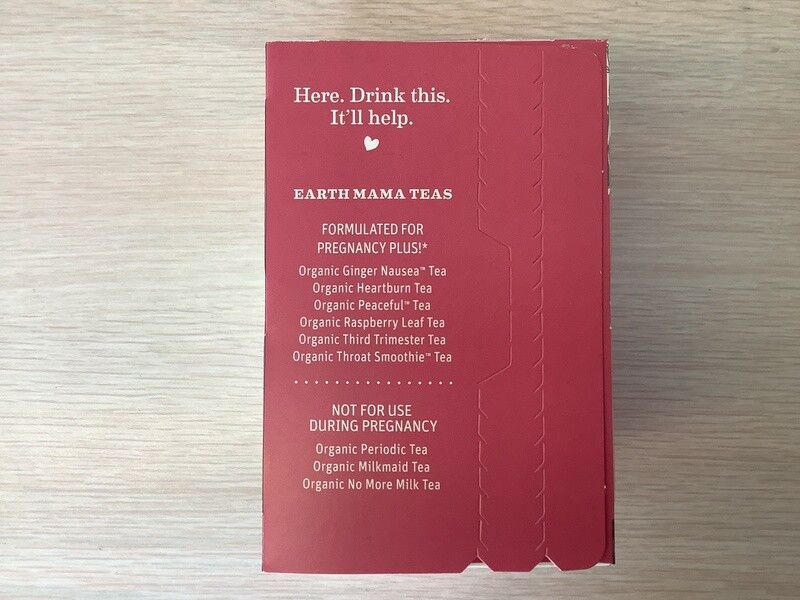 Here. Drink this.
It'll help.
EARTH MAMA TEAS
FORMULATED FOR
PREGNANCY PLUS!*
Organic Ginger Nausea™ Tea
Organic Heartburn Tea
Organic Peaceful™ Tea
Organic Raspberry Leaf Tea
Organic Third Trimester Tea
Organic Throat Smoothie™ Tea
NOT FOR USE
DURING PREGNANCY
Organic Periodic Tea
Organic Milkmaid Tea
Organic No More Milk Tea